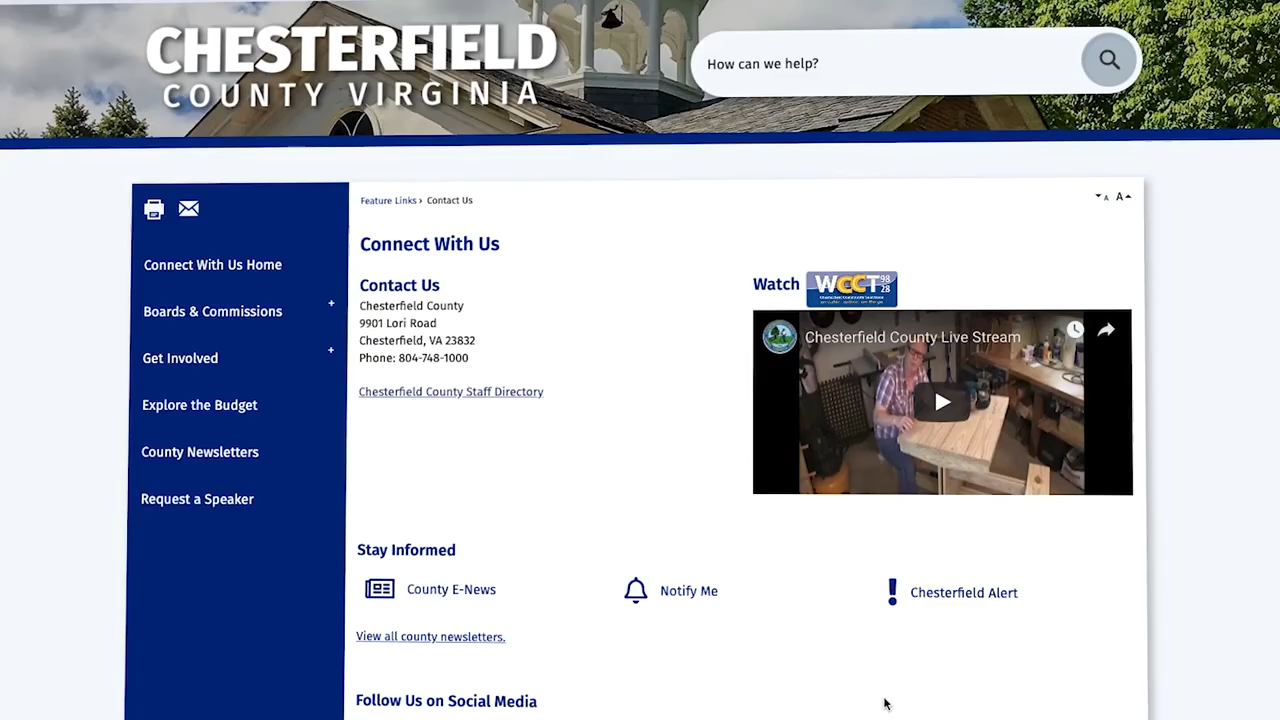 CHESTERFIELD
COUNTY VIRGINIA
How can we help?
Connect With Us Home
Boards & Commissions +
Get Involved +
Explore the Budget
County Newsletters
Request a Speaker
Feature Links › Contact Us
A A
Connect With Us
Contact Us
Chesterfield County
9901 Lori Road
Chesterfield, VA 23832
Phone: 804-748-1000
Chesterfield County Staff Directory
Watch
WCCT 98 28
Chesterfield County Live Stream
Stay Informed
County E-News
Notify Me
Chesterfield Alert
View all county newsletters.
Follow Us on Social Media